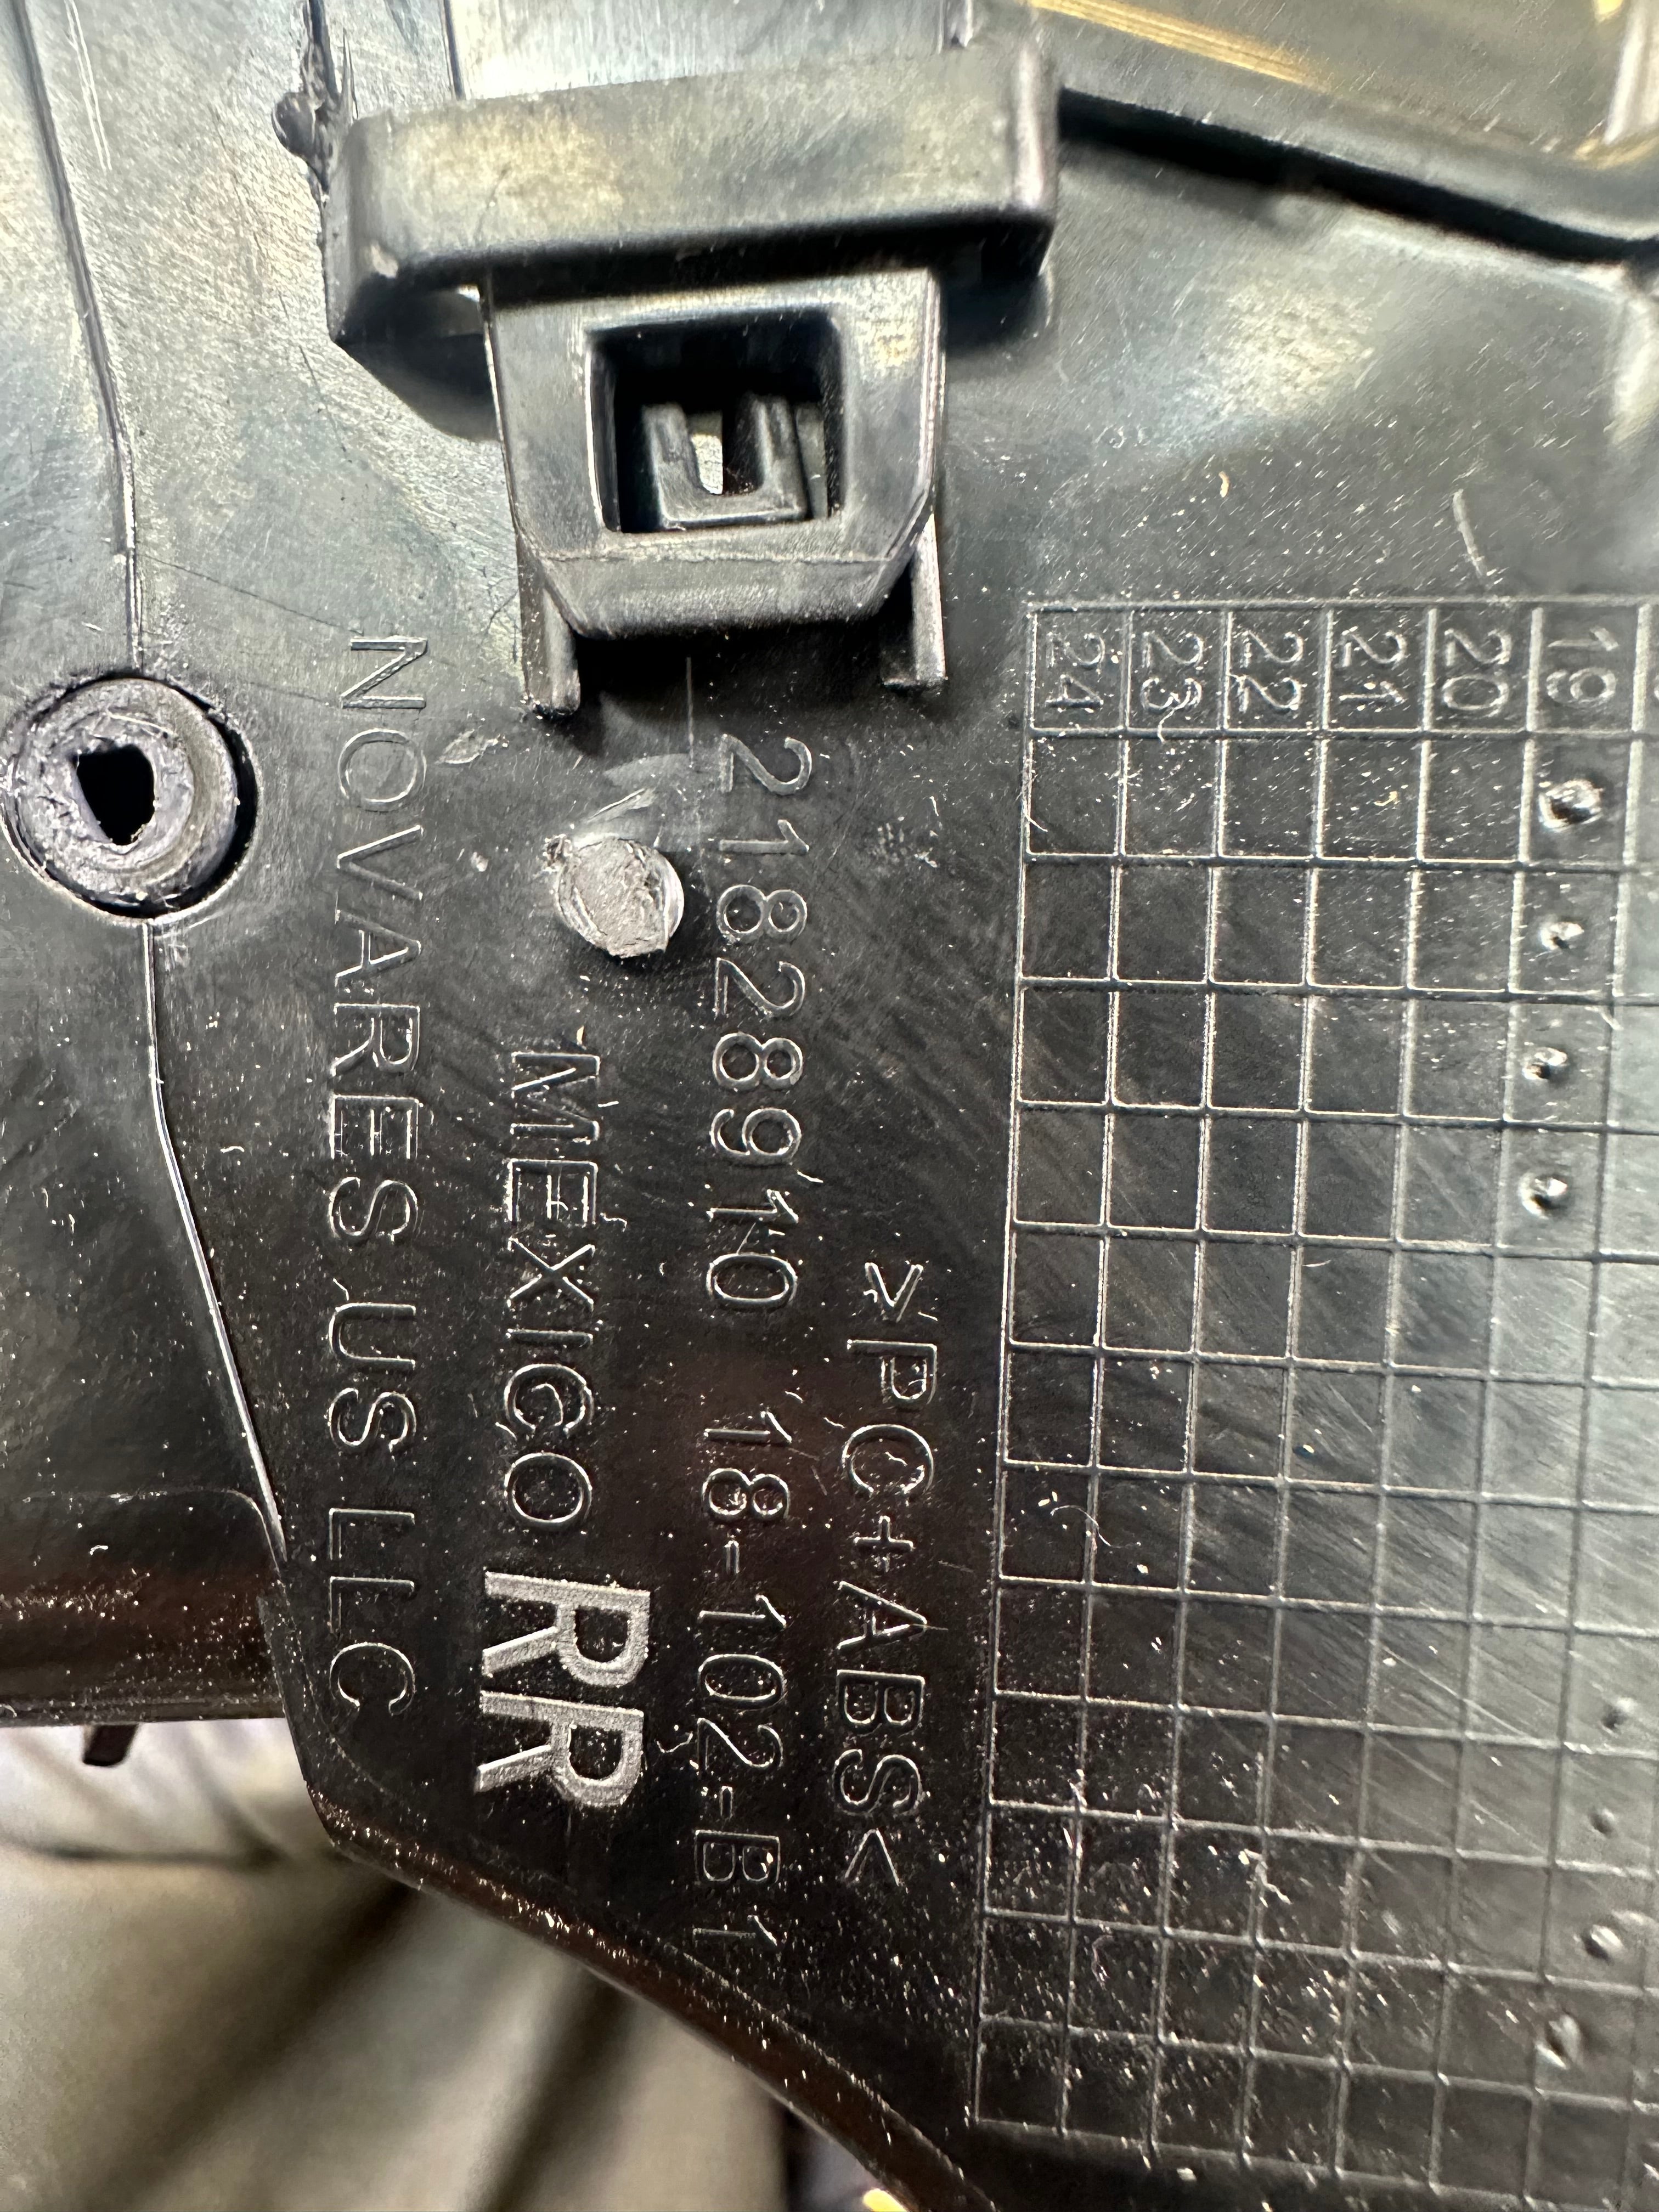 19
20
21
22
23
24
>PC+ABS<
21828910 18-102-B1
MEXICO RR
NOVARES US LLC